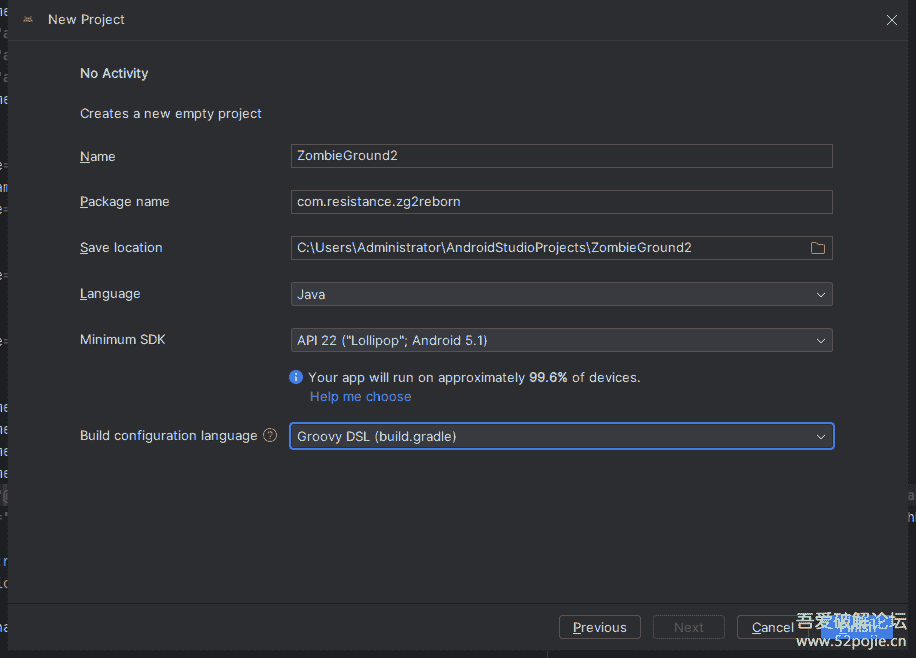 New Project
No Activity
Creates a new empty project
Name ZombieGround2
Package name com.resistance.zg2reborn
Save location C:\Users\Administrator\AndroidStudioProjects\ZombieGround2
Language Java
Minimum SDK API 22 ("Lollipop"; Android 5.1)
Your app will run on approximately 99.6% of devices.
Help me choose
Build configuration language ? Groovy DSL (build.gradle)
Previous Next Cancel Finish
吾爱破解论坛
www.52pojie.cn